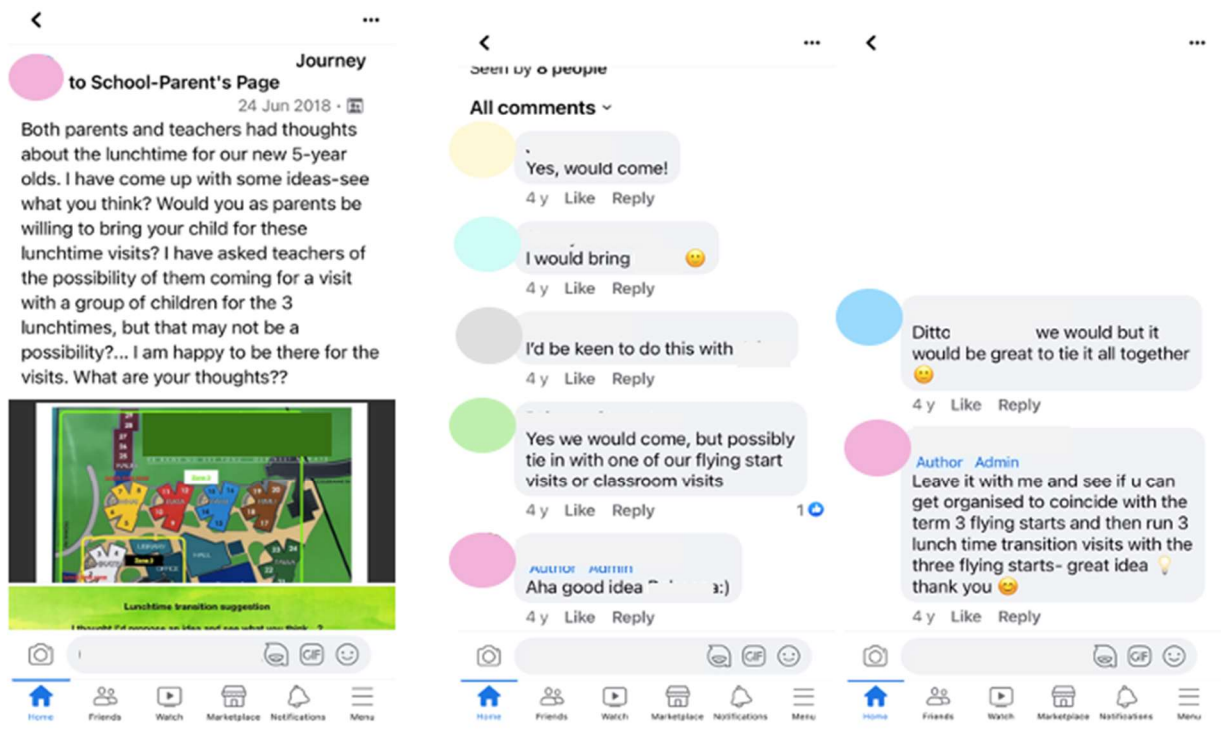 Journey
to School-Parent's Page
24 Jun 2018 ·
Both parents and teachers had thoughts
about the lunchtime for our new 5-year
olds. I have come up with some ideas-see
what you think? Would you as parents be
willing to bring your child for these
lunchtime visits? I have asked teachers of
the possibility of them coming for a visit
with a group of children for the 3
lunchtimes, but that may not be a
possibility?... I am happy to be there for the
visits. What are your thoughts??
LIBRARY
HALL
OFFICE
Lunchtime transition suggestion
I thought I'd propose an idea and see what you think...?
GIF
Home Friends Watch Marketplace Notifications Menu
Seen by 8 people
All comments
Yes, would come!
4 y Like Reply
I would bring 🙂
4 y Like Reply
I'd be keen to do this with
4 y Like Reply
Yes we would come, but possibly
tie in with one of our flying start
visits or classroom visits
4 y Like Reply 1
Author Admin
Aha good idea a:)
4 y Like Reply
GIF
Home Friends Watch Marketplace Notifications Menu
Ditto we would but it
would be great to tie it all together
🙂
4 y Like Reply
Author Admin
Leave it with me and see if u can
get organised to coincide with the
term 3 flying starts and then run 3
lunch time transition visits with the
three flying starts- great idea 💡
thank you 😊
4 y Like Reply
GIF
Home Friends Watch Marketplace Notifications Menu